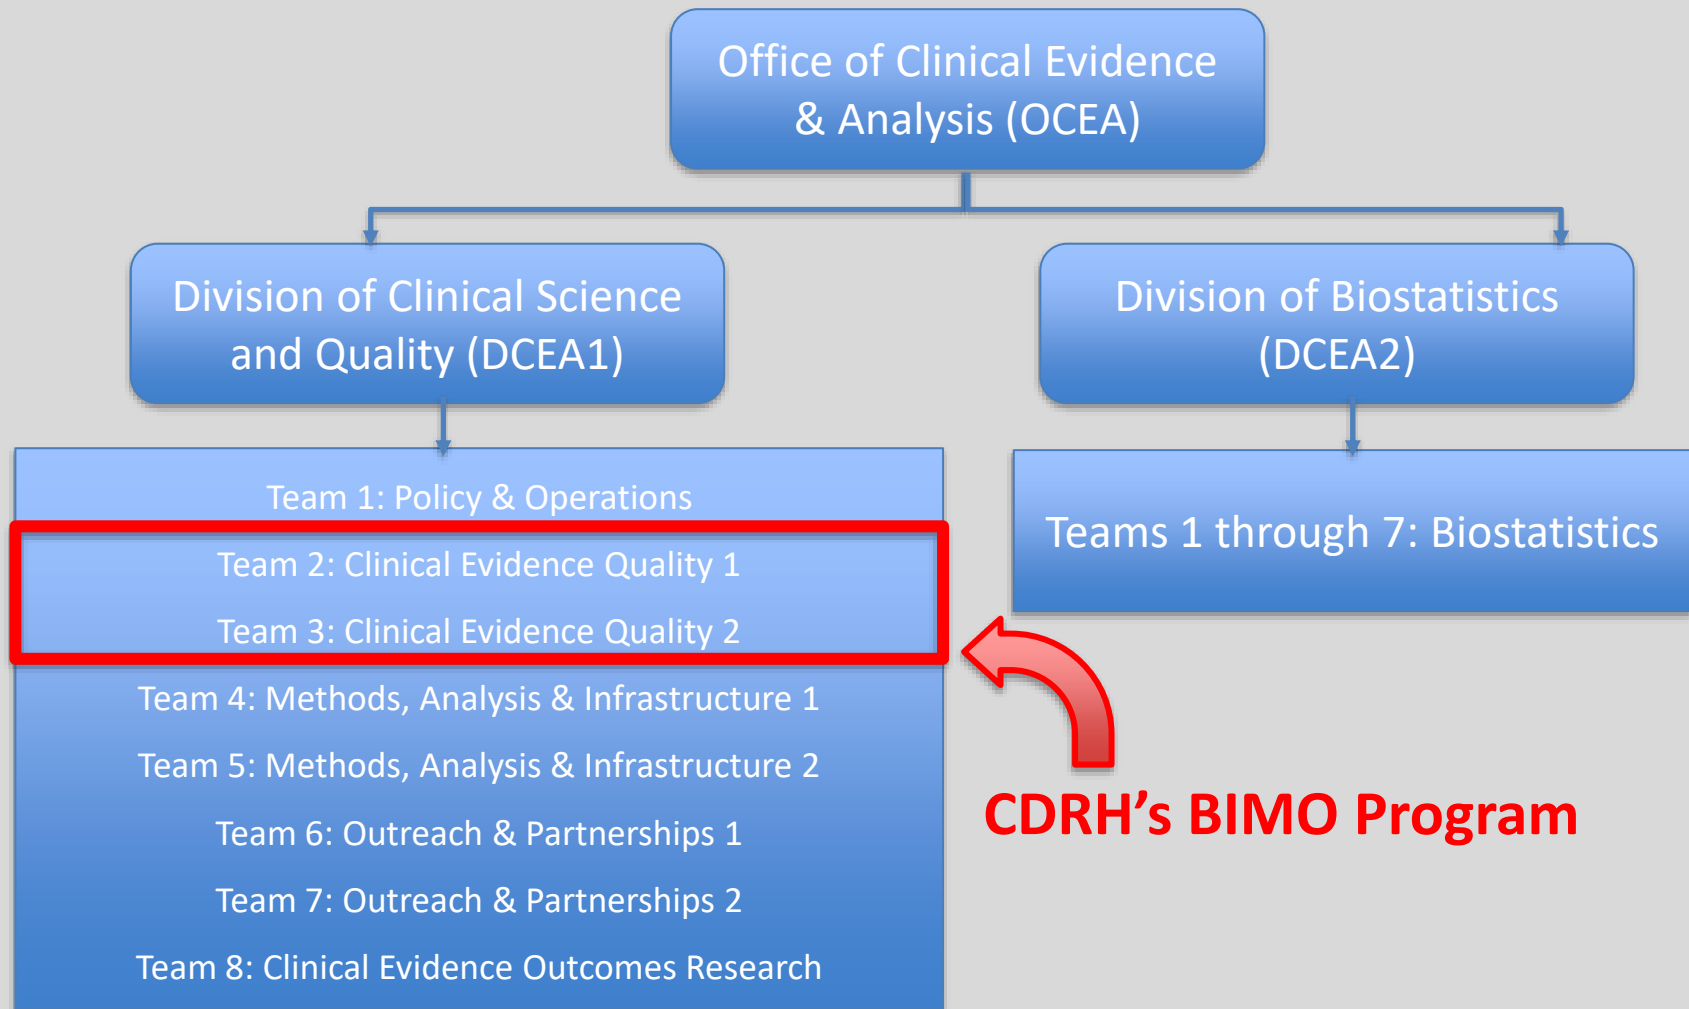 Office of Clinical Evidence
& Analysis (OCEA)
Division of Clinical Science
and Quality (DCEA1)
Division of Biostatistics
(DCEA2)
Team 1: Policy & Operations
Team 2: Clinical Evidence Quality 1
Team 3: Clinical Evidence Quality 2
Team 4: Methods, Analysis & Infrastructure 1
Team 5: Methods, Analysis & Infrastructure 2
Team 6: Outreach & Partnerships 1
Team 7: Outreach & Partnerships 2
Team 8: Clinical Evidence Outcomes Research
Teams 1 through 7: Biostatistics
CDRH’s BIMO Program